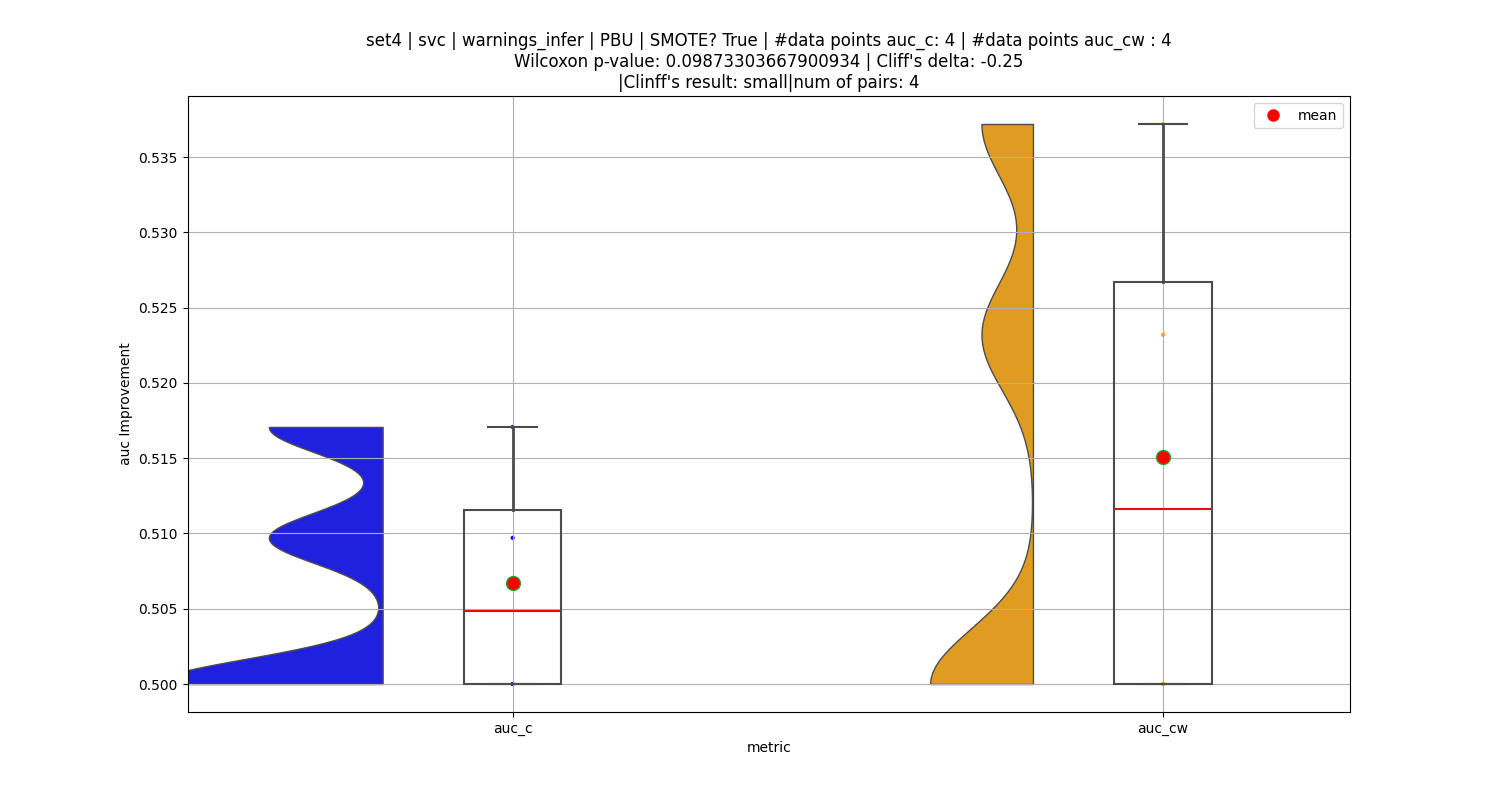 set4 | svc | warnings_infer | PBU | SMOTE? True | #data points auc_c: 4 | #data points auc_cw : 4
Wilcoxon p-value: 0.09873303667900934 | Cliff's delta: -0.25
|Clinff's result: small|num of pairs: 4
mean
0.535
0.530
0.525
0.520
0.515
0.510
0.505
0.500
auc Improvement
auc_c
auc_cw
metric